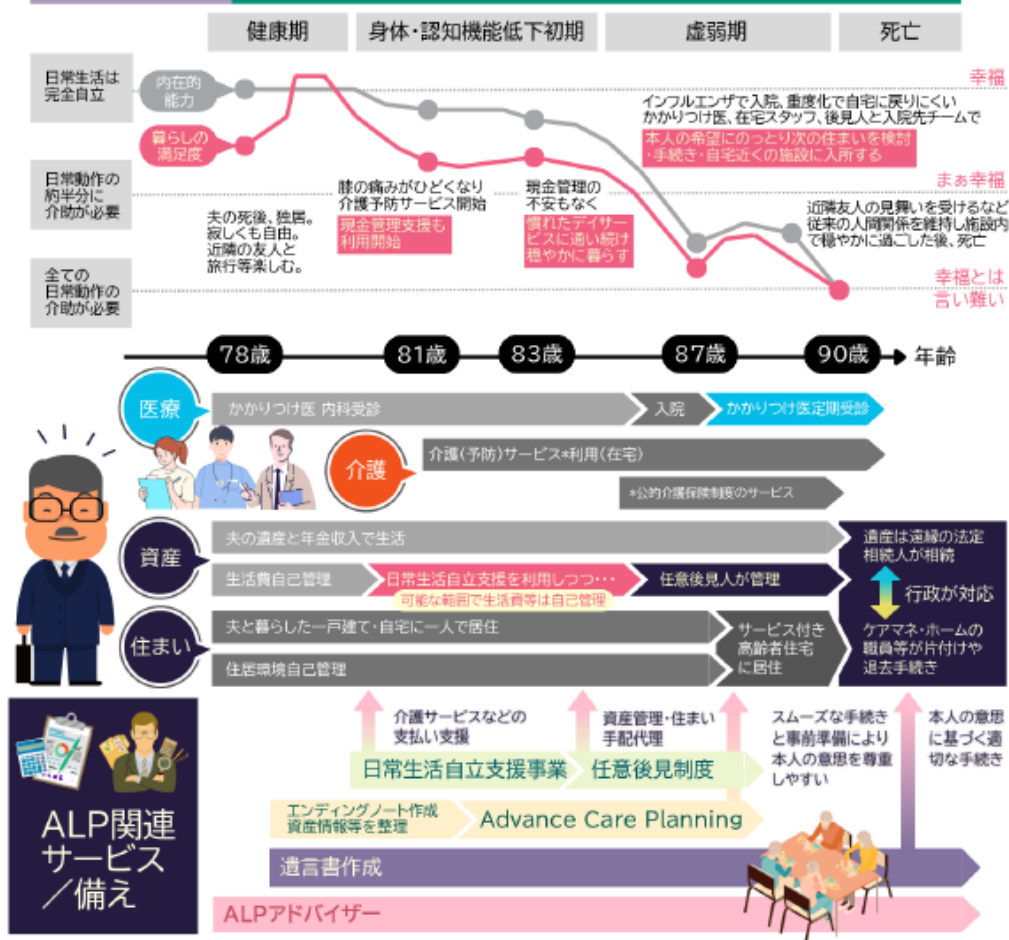 健康期
身体・認知機能低下初期
虚弱期
死亡
日常生活は
完全自立
内在的
能力
暮らしの
満足度
日常動作の
約半分に
介助が必要
全ての
日常動作の
介助が必要
幸福
まぁ幸福
幸福とは
言い難い
夫の死後、独居。
寂しくも自由。
近隣の友人と
旅行等楽しむ。
膝の痛みがひどくなり
介護予防サービス開始
現金管理支援も
利用開始
現金管理の
不安もなく
慣れたデイサー
ビスに通い続け
穏やかに暮らす
インフルエンザで入院、重度化で自宅に戻りにくい
かかりつけ医、在宅スタッフ、後見人と入院先チームで
本人の希望にのっとり次の住まいを検討
・手続き・自宅近くの施設に入所する
近隣友人の見舞いを受けるなど
従来の人間関係を維持し施設内
で穏やかに過ごした後、死亡
78歳
81歳
83歳
87歳
90歳
年齢
医療
かかりつけ医 内科受診
入院
かかりつけ医定期受診
介護
介護(予防)サービス*利用(在宅)
*公的介護保険制度のサービス
資産
夫の遺産と年金収入で生活
生活費自己管理
日常生活自立支援を利用しつつ・・・
可能な範囲で生活費等は自己管理
任意後見人が管理
住まい
夫と暮らした一戸建て・自宅に一人で居住
住居環境自己管理
サービス付き
高齢者住宅
に居住
遺産は遠縁の法定
相続人が相続
行政が対応
ケアマネ・ホームの
職員等が片付けや
退去手続き
ALP関連
サービス
/備え
介護サービスなどの
支払い支援
資産管理・住まい
手配代理
スムーズな手続き
と事前準備により
本人の意思を尊重
しやすい
本人の意思
に基づく適
切な手続き
日常生活自立支援事業
任意後見制度
エンディングノート作成
資産情報等を整理
Advance Care Planning
遺言書作成
ALPアドバイザー